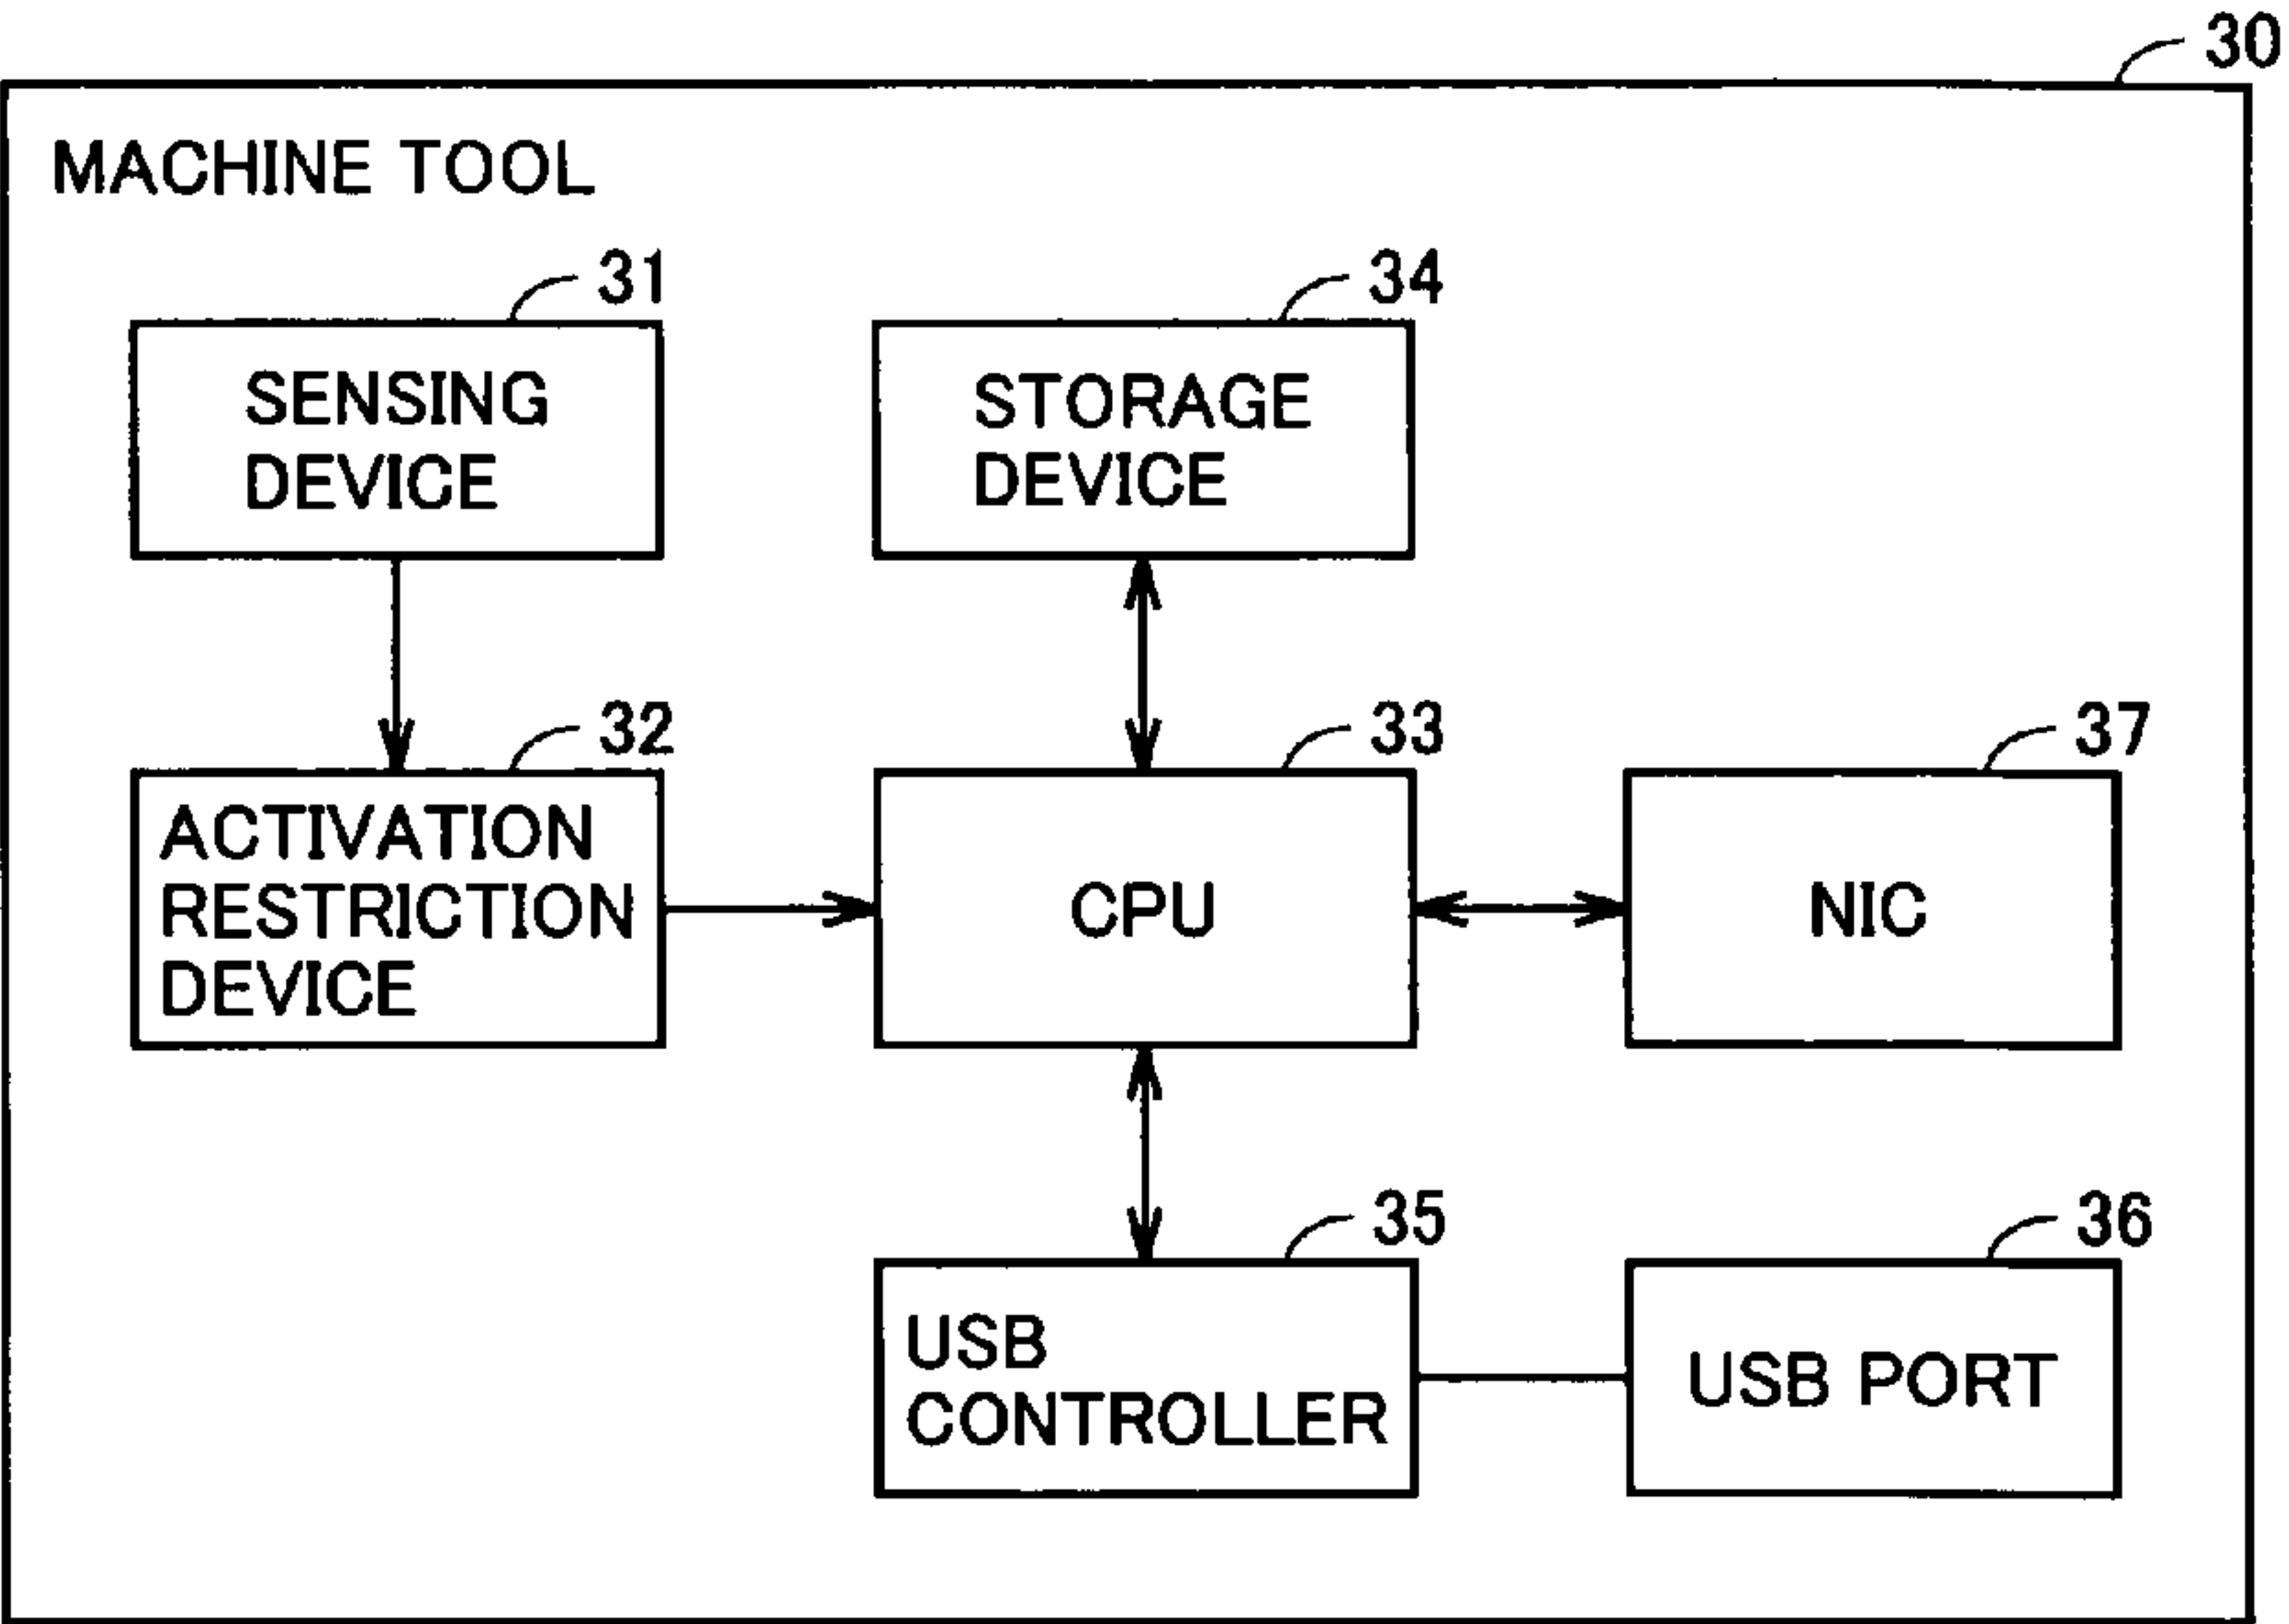 30
MACHINE TOOL
31
34
SENSING
DEVICE
STORAGE
DEVICE
32
33
37
ACTIVATION
RESTRICTION
DEVICE
CPU
NIC
35
36
USB
CONTROLLER
USB PORT